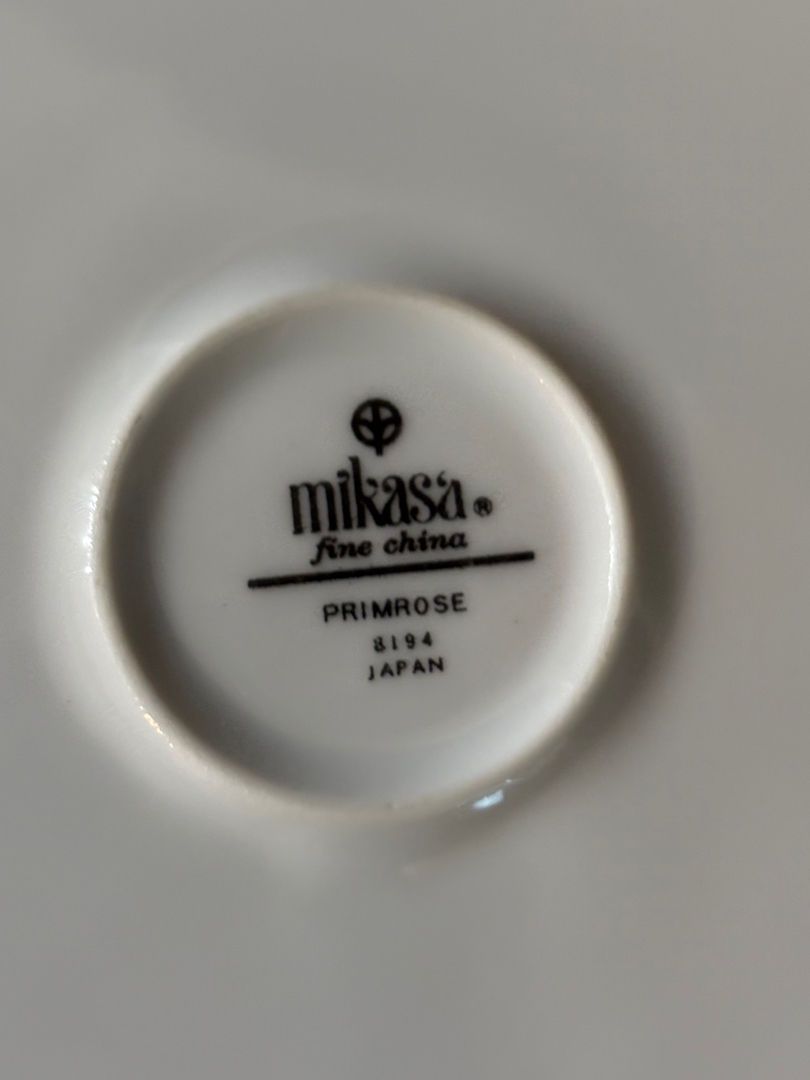 mikasa®
fine china
PRIMROSE
8194
JAPAN